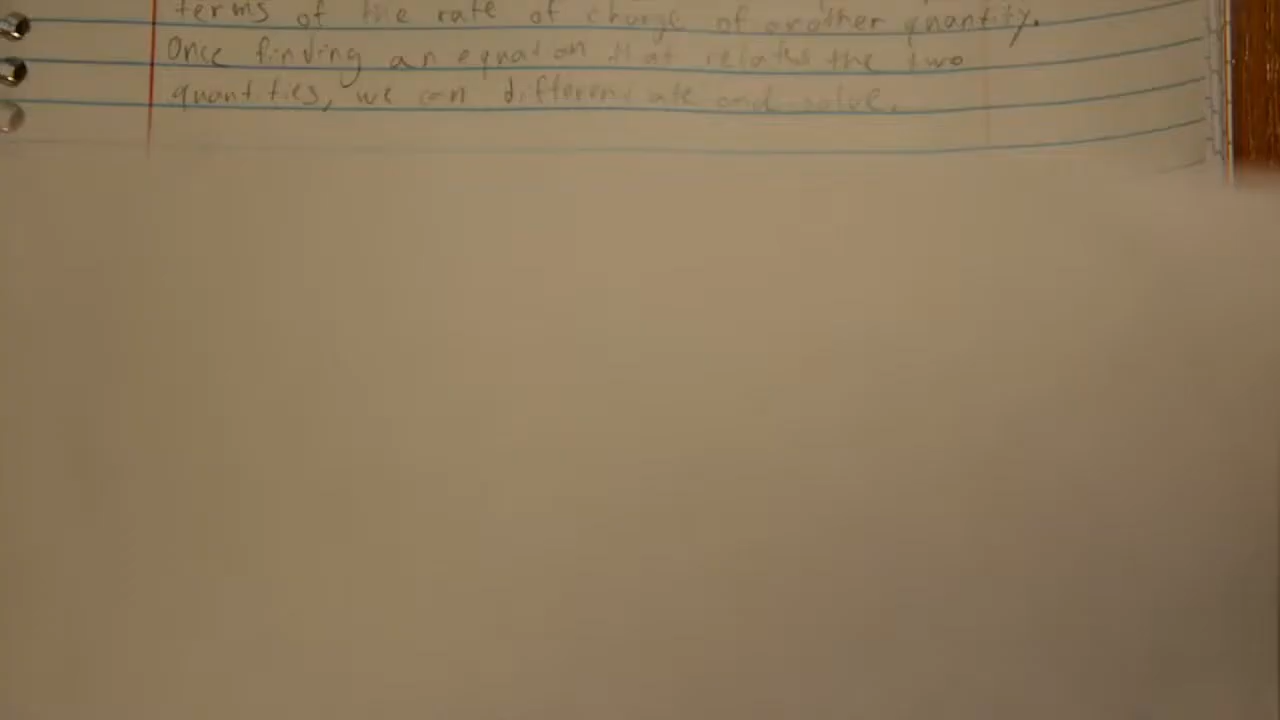 terms of the rate of change of another quantity.
Once finding an equation that relates the two
quantities, we can differentiate and solve.